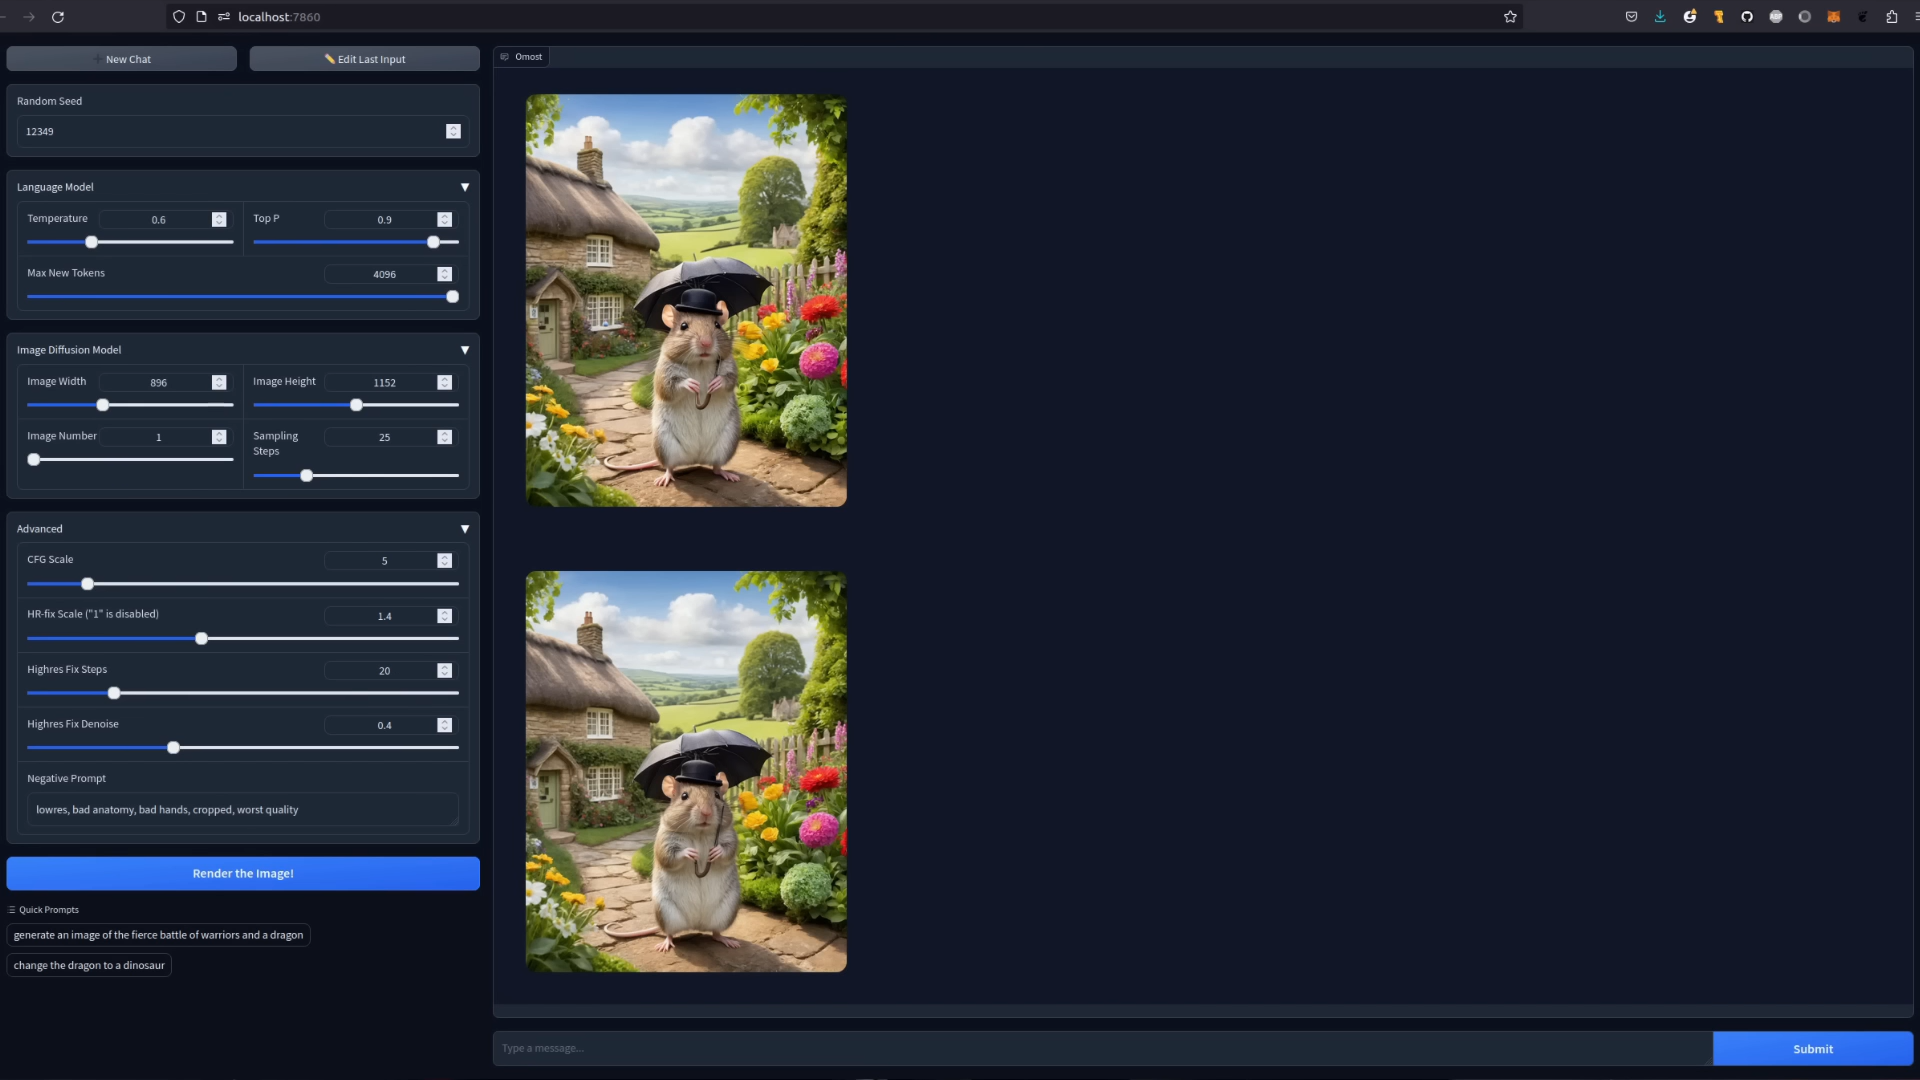 localhost:7860
New Chat
Edit Last Input
Random Seed
12349
Language Model
Temperature 0.6 Top P 0.9
Max New Tokens 4096
Image Diffusion Model
Image Width 896 Image Height 1152
Image Number 1 Sampling Steps 25
Advanced
CFG Scale 5
HR-fix Scale ("1" is disabled) 1.4
Highres Fix Steps 20
Highres Fix Denoise 0.4
Negative Prompt
lowres, bad anatomy, bad hands, cropped, worst quality
Render the Image!
Quick Prompts
generate an image of the fierce battle of warriors and a dragon
change the dragon to a dinosaur
Omost
Type a message...
Submit